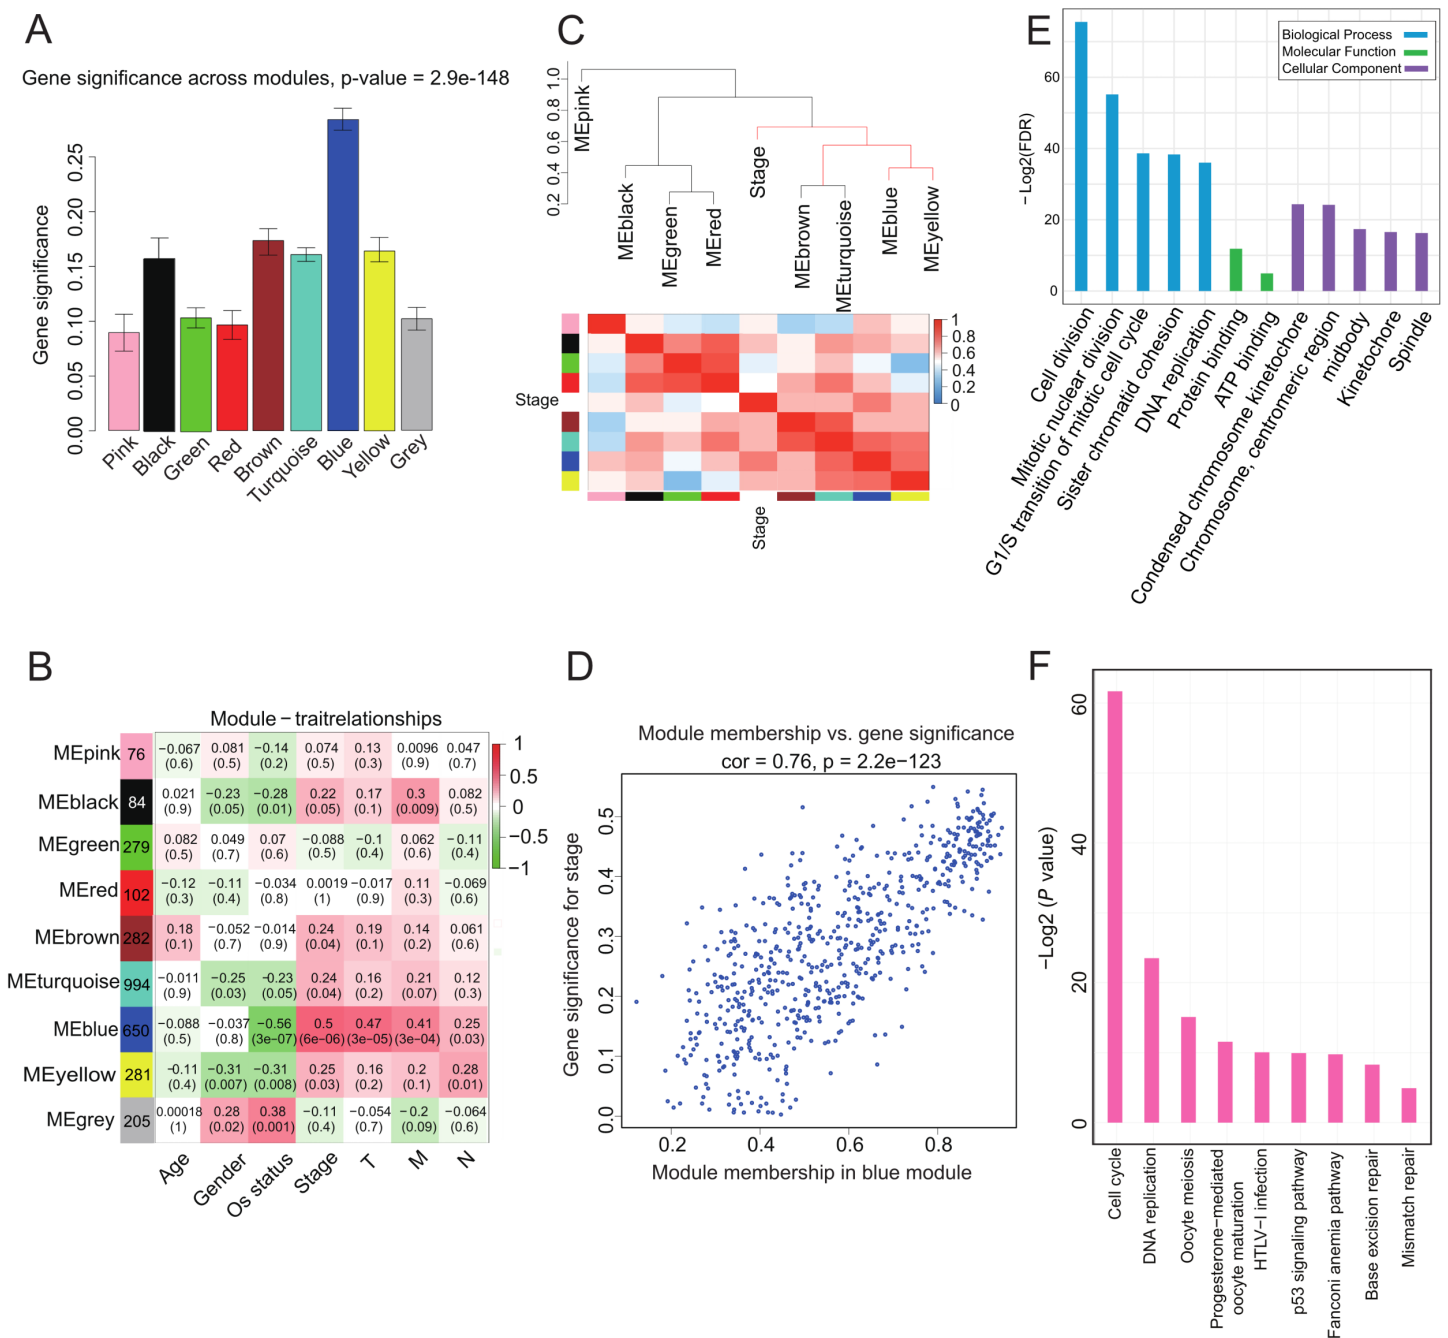 A
Gene significance across modules, p-value = 2.9e-148
Gene significance
0.00
0.05
0.10
0.15
0.20
0.25
Pink
Black
Green
Red
Brown
Turquoise
Blue
Yellow
Grey
B
Module − traitrelationships
MEpink 76 −0.067 0.081 −0.14 0.074 0.13 0.0096 0.047
(0.6) (0.5) (0.2) (0.5) (0.3) (0.9) (0.7)
MEblack 84 0.021 −0.23 −0.28 0.22 0.17 0.3 0.082
(0.9) (0.05) (0.01) (0.05) (0.1) (0.009) (0.5)
MEgreen 279 0.082 0.049 0.07 −0.088 −0.1 0.062 −0.11
(0.5) (0.7) (0.6) (0.5) (0.4) (0.6) (0.4)
MEred 102 −0.12 −0.11 −0.034 0.0019 −0.017 0.11 −0.069
(0.3) (0.4) (0.8) (1) (0.9) (0.3) (0.6)
MEbrown 282 0.18 −0.052 −0.014 0.24 0.19 0.14 0.061
(0.1) (0.7) (0.9) (0.04) (0.1) (0.2) (0.6)
MEturquoise 994 −0.011 −0.25 −0.23 0.24 0.16 0.21 0.12
(0.9) (0.03) (0.05) (0.04) (0.2) (0.07) (0.3)
MEblue 650 −0.088 −0.037 −0.56 0.5 0.47 0.41 0.25
(0.5) (0.8) (3e−07) (6e−06) (3e−05) (3e−04) (0.03)
MEyellow 281 −0.11 −0.31 −0.31 0.25 0.16 0.2 0.28
(0.4) (0.007) (0.008) (0.03) (0.2) (0.1) (0.01)
MEgrey 205 0.00018 0.28 0.38 −0.11 −0.054 −0.2 −0.064
(1) (0.02) (0.001) (0.4) (0.7) (0.09) (0.6)
Age
Gender
Os status
Stage
T
M
N
1
0.5
0
−0.5
−1
C
0.2
0.4
0.6
0.8
1.0
MEpink
MEblack
MEgreen
MEred
Stage
MEbrown
MEturquoise
MEblue
MEyellow
Stage
Stage
1
0.8
0.6
0.4
0.2
0
D
Module membership vs. gene significance
cor = 0.76, p = 2.2e−123
Gene significance for stage
0.0
0.1
0.2
0.3
0.4
0.5
0.2
0.4
0.6
0.8
Module membership in blue module
E
Biological Process
Molecular Function
Cellular Component
− Log2(FDR)
0
20
40
60
Cell division
Mitotic nuclear division
G1/S transition of mitotic cell cycle
Sister chromatid cohesion
DNA replication
Protein binding
ATP binding
Condensed chromosome kinetochore
Chromosome, centromeric region
midbody
Kinetochore
Spindle
F
−Log2 (P value)
0
20
40
60
Cell cycle
DNA replication
Oocyte meiosis
Progesterone−mediated
oocyte maturation
HTLV−I infection
p53 signaling pathway
Fanconi anemia pathway
Base excision repair
Mismatch repair